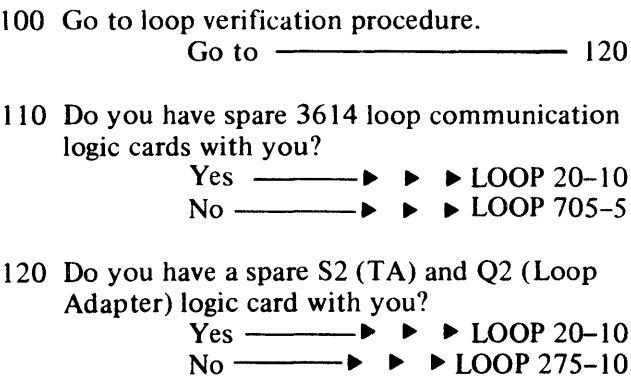 100 Go to loop verification procedure.
Go to 120
110 Do you have spare 3614 loop communication
logic cards with you?
Yes LOOP 20–10
No LOOP 705–5
120 Do you have a spare S2 (TA) and Q2 (Loop
Adapter) logic card with you?
Yes LOOP 20–10
No LOOP 275–10